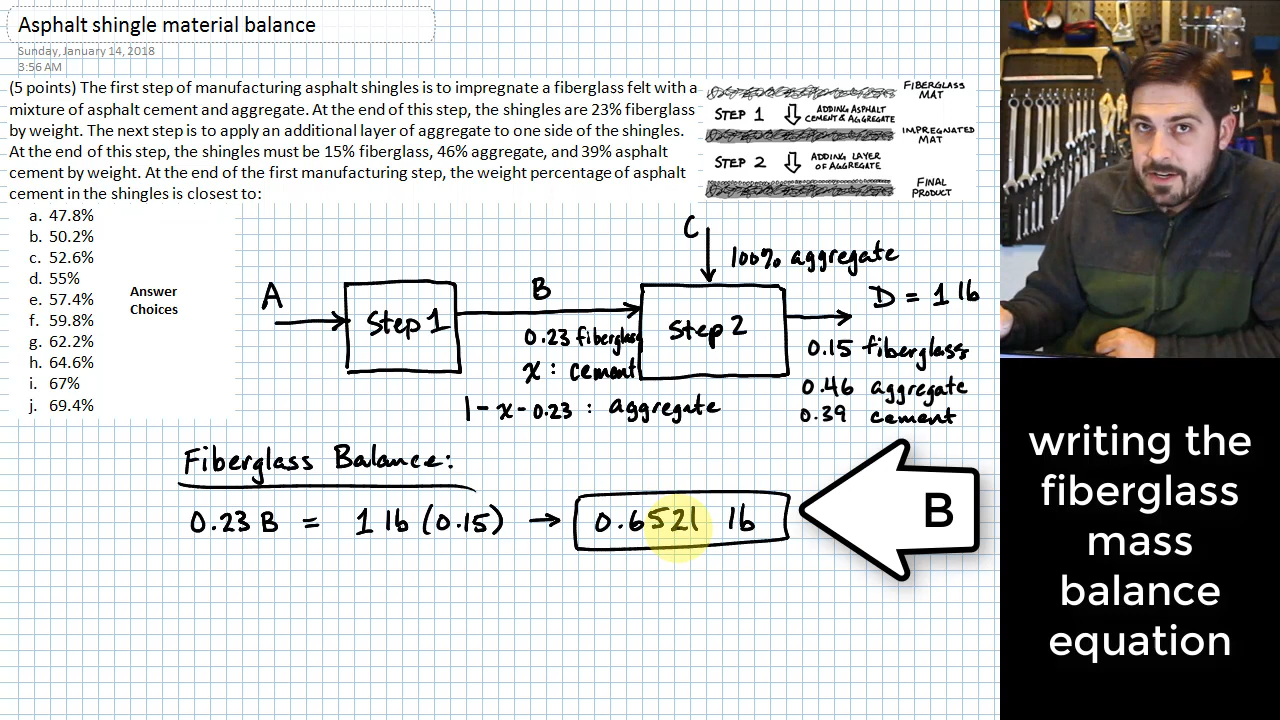 Asphalt shingle material balance
Sunday, January 14, 2018
3:56 AM
(5 points) The first step of manufacturing asphalt shingles is to impregnate a fiberglass felt with a
mixture of asphalt cement and aggregate. At the end of this step, the shingles are 23% fiberglass
by weight. The next step is to apply an additional layer of aggregate to one side of the shingles.
At the end of this step, the shingles must be 15% fiberglass, 46% aggregate, and 39% asphalt
cement by weight. At the end of the first manufacturing step, the weight percentage of asphalt
cement in the shingles is closest to:
a. 47.8%
b. 50.2%
c. 52.6%
d. 55%
e. 57.4%
f. 59.8%
g. 62.2%
h. 64.6%
i. 67%
j. 69.4%
Answer
Choices
FIBERGLASS
MAT
STEP 1
ADDING ASPHALT
CEMENT & AGGREGATE
IMPREGNATED
MAT
STEP 2
ADDING LAYER
OF AGGREGATE
FINAL
PRODUCT
A
Step 1
B
0.23 fiberglass
x : cement
1-x-0.23 : aggregate
C
100% aggregate
Step 2
D = 1 lb
0.15 fiberglass
0.46 aggregate
0.39 cement
Fiberglass Balance:
0.23 B = 1 lb (0.15) → 0.6521 lb
B
writing the
fiberglass
mass
balance
equation